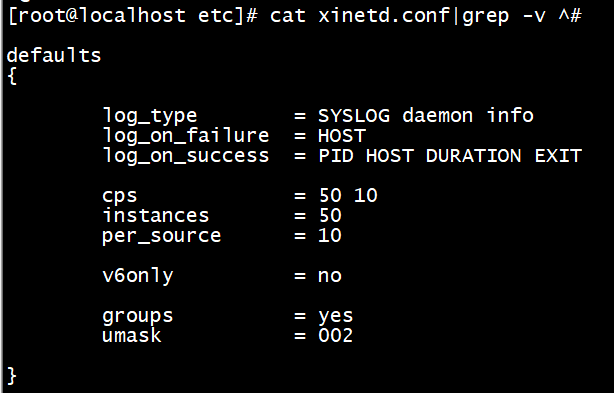 [root@localhost etc]# cat xinetd.conf|grep -v ^#
defaults
{
log_type = SYSLOG daemon info
log_on_failure = HOST
log_on_success = PID HOST DURATION EXIT
cps = 50 10
instances = 50
per_source = 10
v6only = no
groups = yes
umask = 002
}